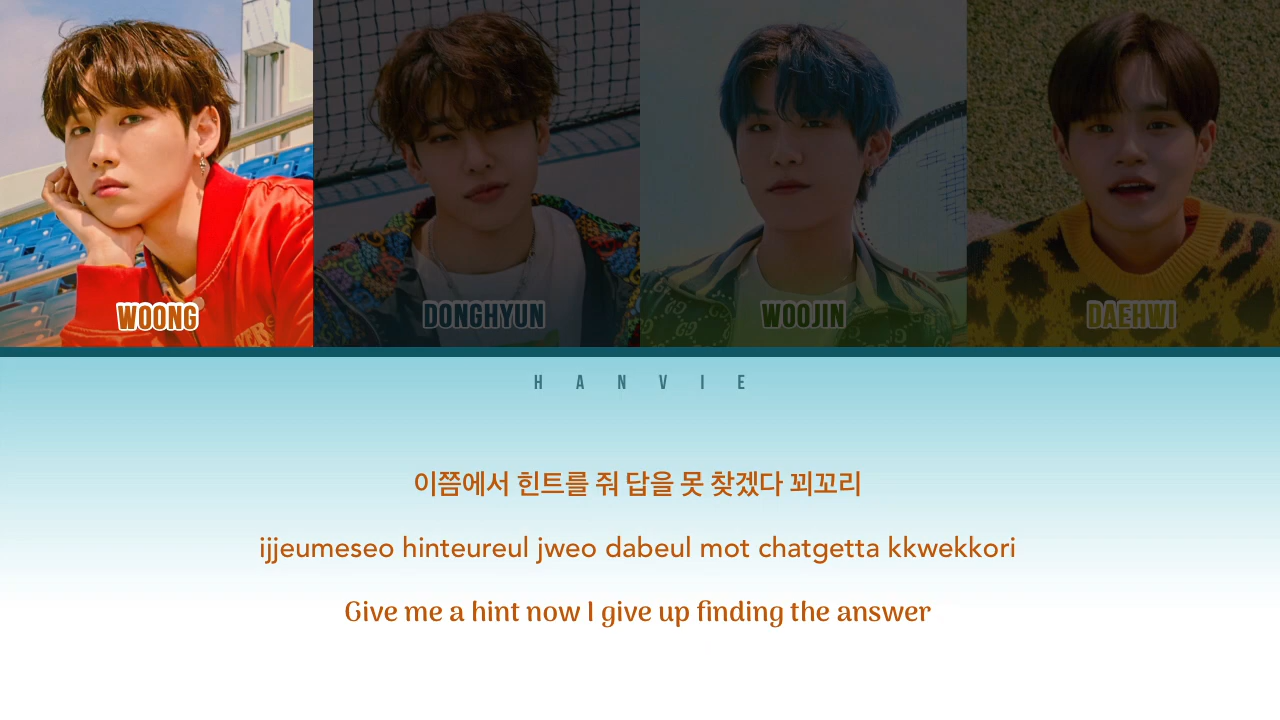 WOONG
DONGHYUN
WOOJIN
DAEHWI
HANVIE
이쯤에서 힌트를 줘 답을 못 찾겠다 꾀꼬리
ijjeumeseo hinteureul jweo dabeul mot chatgetta kkwekkori
Give me a hint now I give up finding the answer